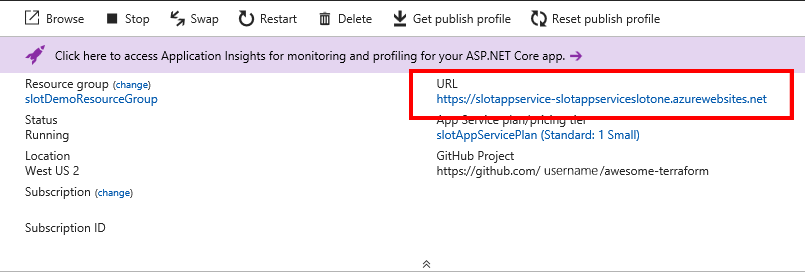 Browse Stop Swap Restart Delete Get publish profile Reset publish profile
Click here to access Application Insights for monitoring and profiling for your ASP.NET Core app.
Resource group (change)
slotDemoResourceGroup
Status
Running
Location
West US 2
Subscription (change)
Subscription ID
URL
https://slotappservice-slotappserviceslotone.azurewebsites.net
App Service plan/pricing tier
slotAppServicePlan (Standard: 1 Small)
GitHub Project
https://github.com/ username/awesome-terraform